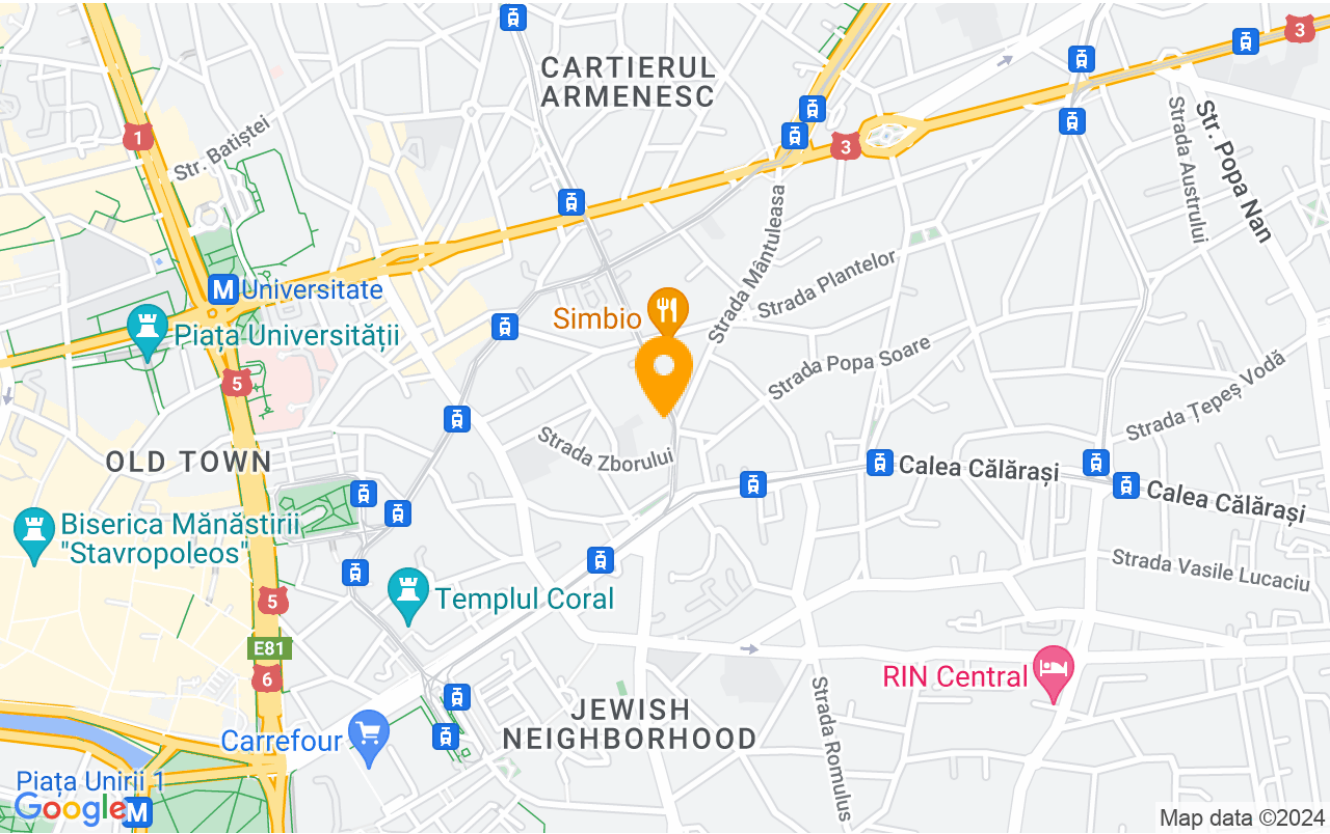 CARTIERUL
ARMENESC
3
1
Str. Batiștei
3
Strada Austrului
Str. Popa Nan
Strada Mântuleasa
Strada Plantelor
M Universitate
Simbio
Piața Universității
5
Strada Popa Soare
Strada Țepeș Vodă
Strada Zborului
OLD TOWN
Calea Călărași
Calea Călărași
Biserica Mănăstirii
"Stavropoleos"
Strada Vasile Lucaciu
5
Templul Coral
E81
6
RIN Central
Strada Romulus
JEWISH
NEIGHBORHOOD
Carrefour
Piața Unirii 1
Google
M
Map data ©2024